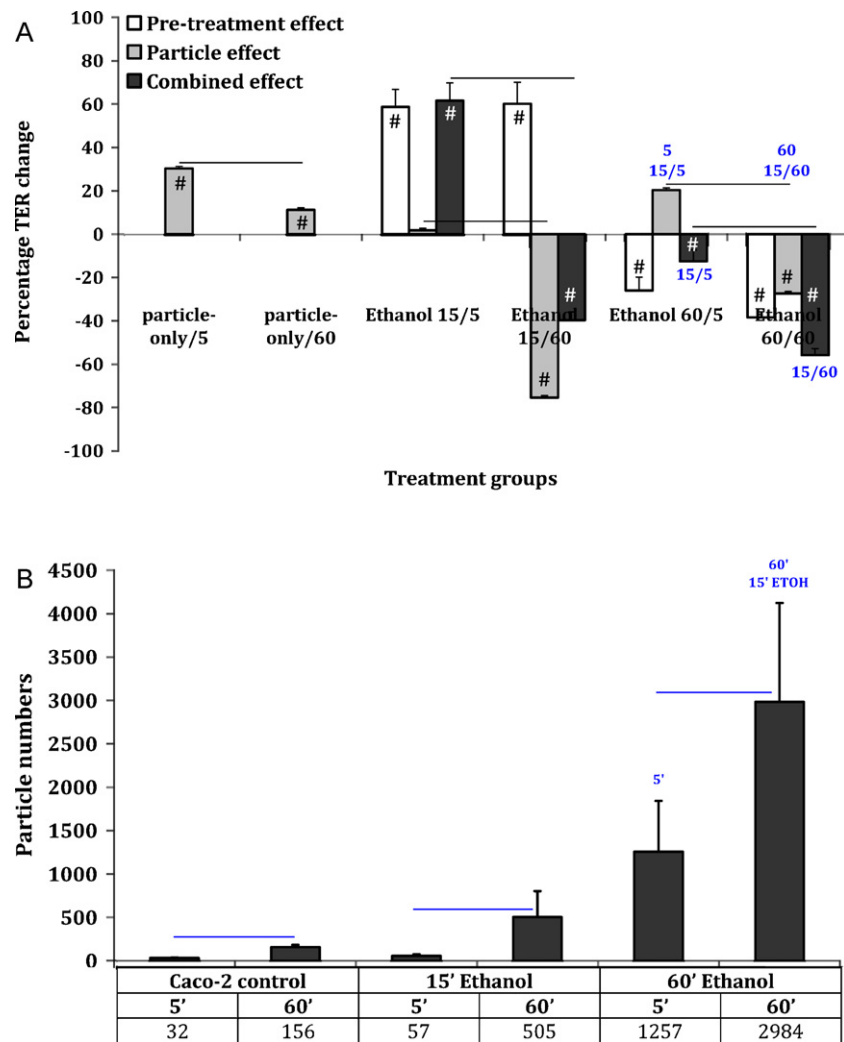 A
Pre-treatment effect
Particle effect
Combined effect
Percentage TER change
100
80
60
40
20
0
-20
-40
-60
-80
-100
# # # # # # # # # # # # #
5
15/5
60
15/60
15/5
15/60
particle-only/5
particle-only/60
Ethanol 15/5
Ethanol 15/60
Ethanol 60/5
Ethanol 60/60
Treatment groups
B
Particle numbers
4500
4000
3500
3000
2500
2000
1500
1000
500
0
5'
60'
15' ETOH
Caco-2 control 15' Ethanol 60' Ethanol
5' 60' 5' 60' 5' 60'
32 156 57 505 1257 2984